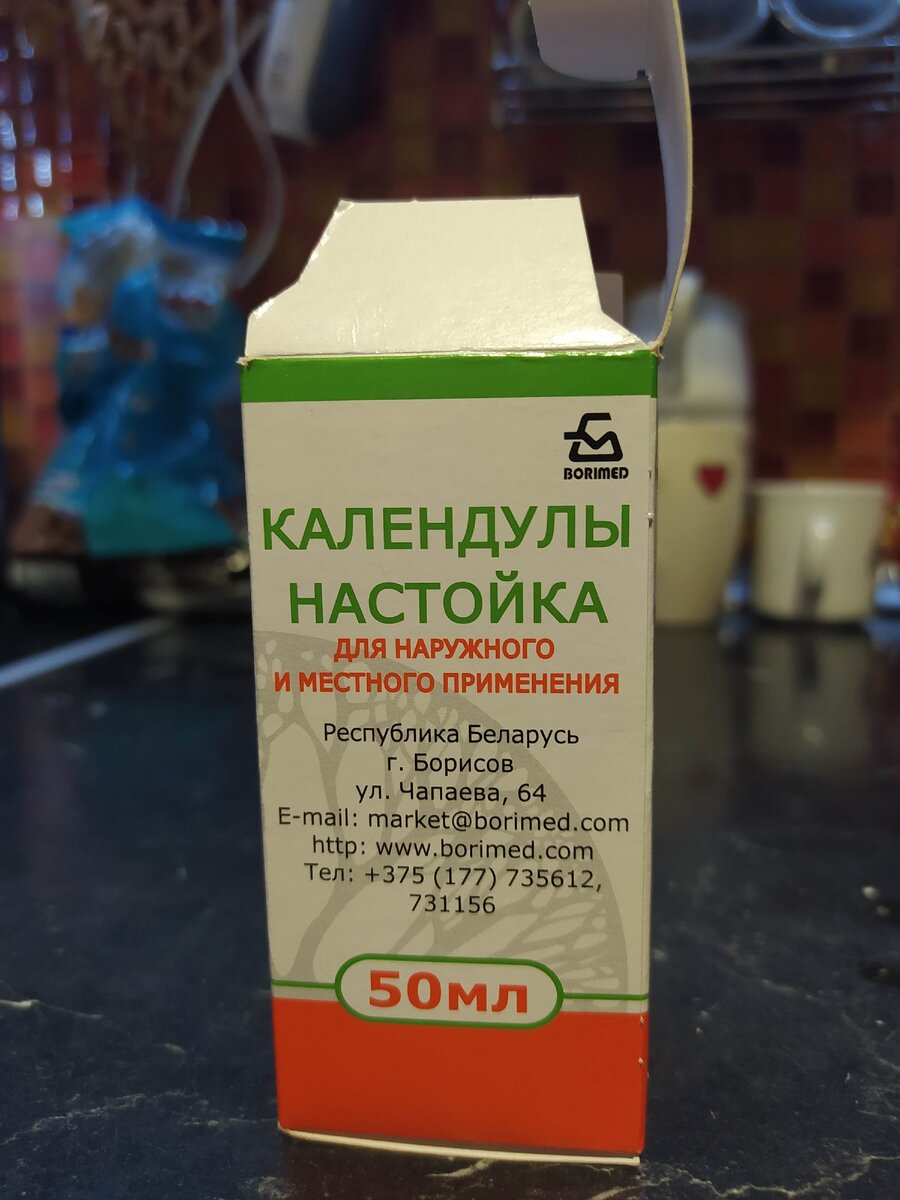 BORIMED
КАЛЕНДУЛЫ
НАСТОЙКА
ДЛЯ НАРУЖНОГО
И МЕСТНОГО ПРИМЕНЕНИЯ
Республика Беларусь
г. Борисов
ул. Чапаева, 64
E-mail: market@borimed.com
http: www.borimed.com
Тел: +375 (177) 735612,
731156
50мл